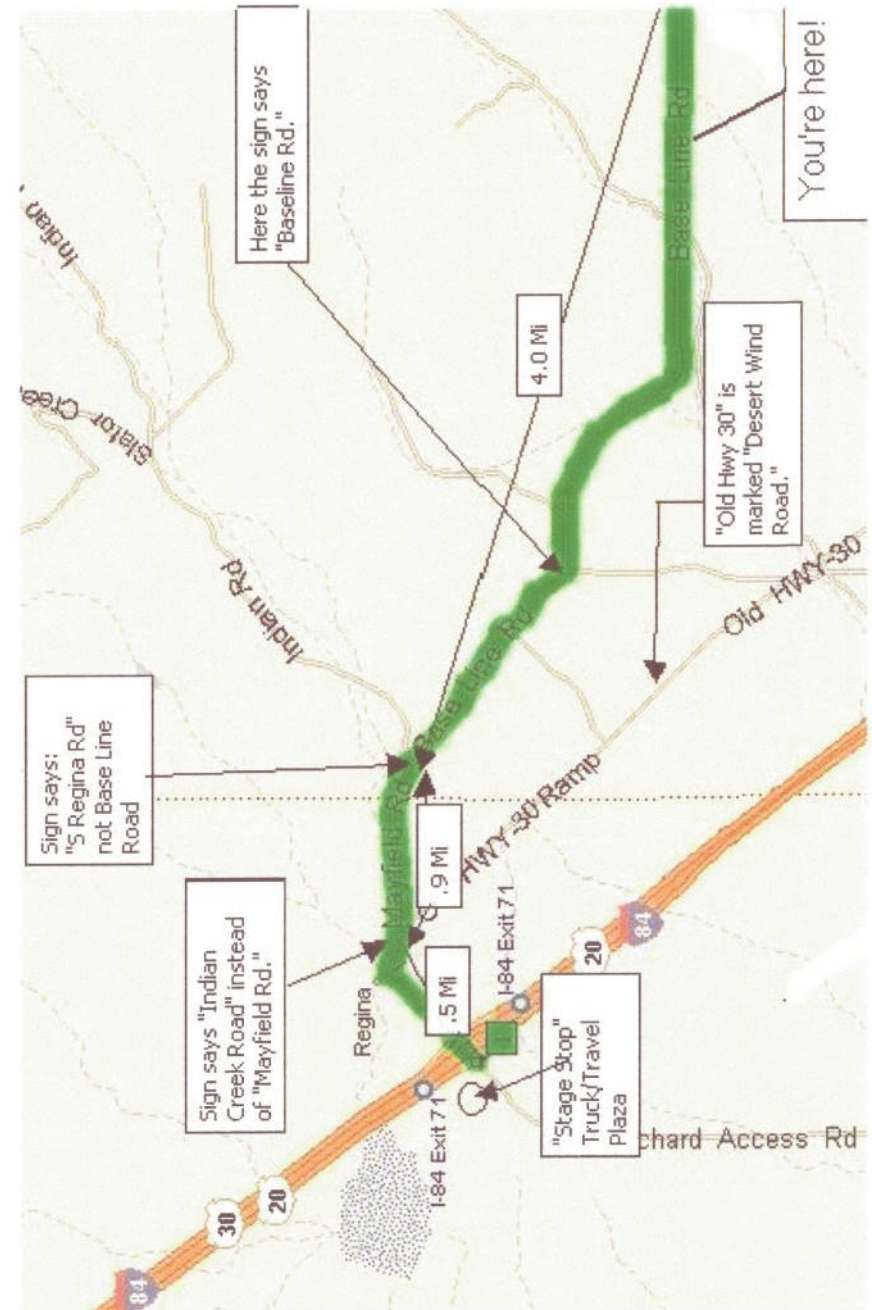 Sign says:
"S Regina Rd"
not Base Line
Road
Sign says "Indian
Creek Road" instead
of "Mayfield Rd."
Here the sign says
"Baseline Rd."
Indian
Slator
Indian Rd
Indian Rd
Regina
Mayfield Rd
Base Line Rd
Base Line Rd
.5 Mi
.9 Mi
4.0 Mi
You're here!
"Old Hwy 30" is
marked "Desert Wind
Road."
Old HWY-30
HWY-30 Ramp
I-84 Exit 71
I-84 Exit 71
"Stage Stop"
Truck/Travel
Plaza
chard Access Rd
84
30
20
20
84